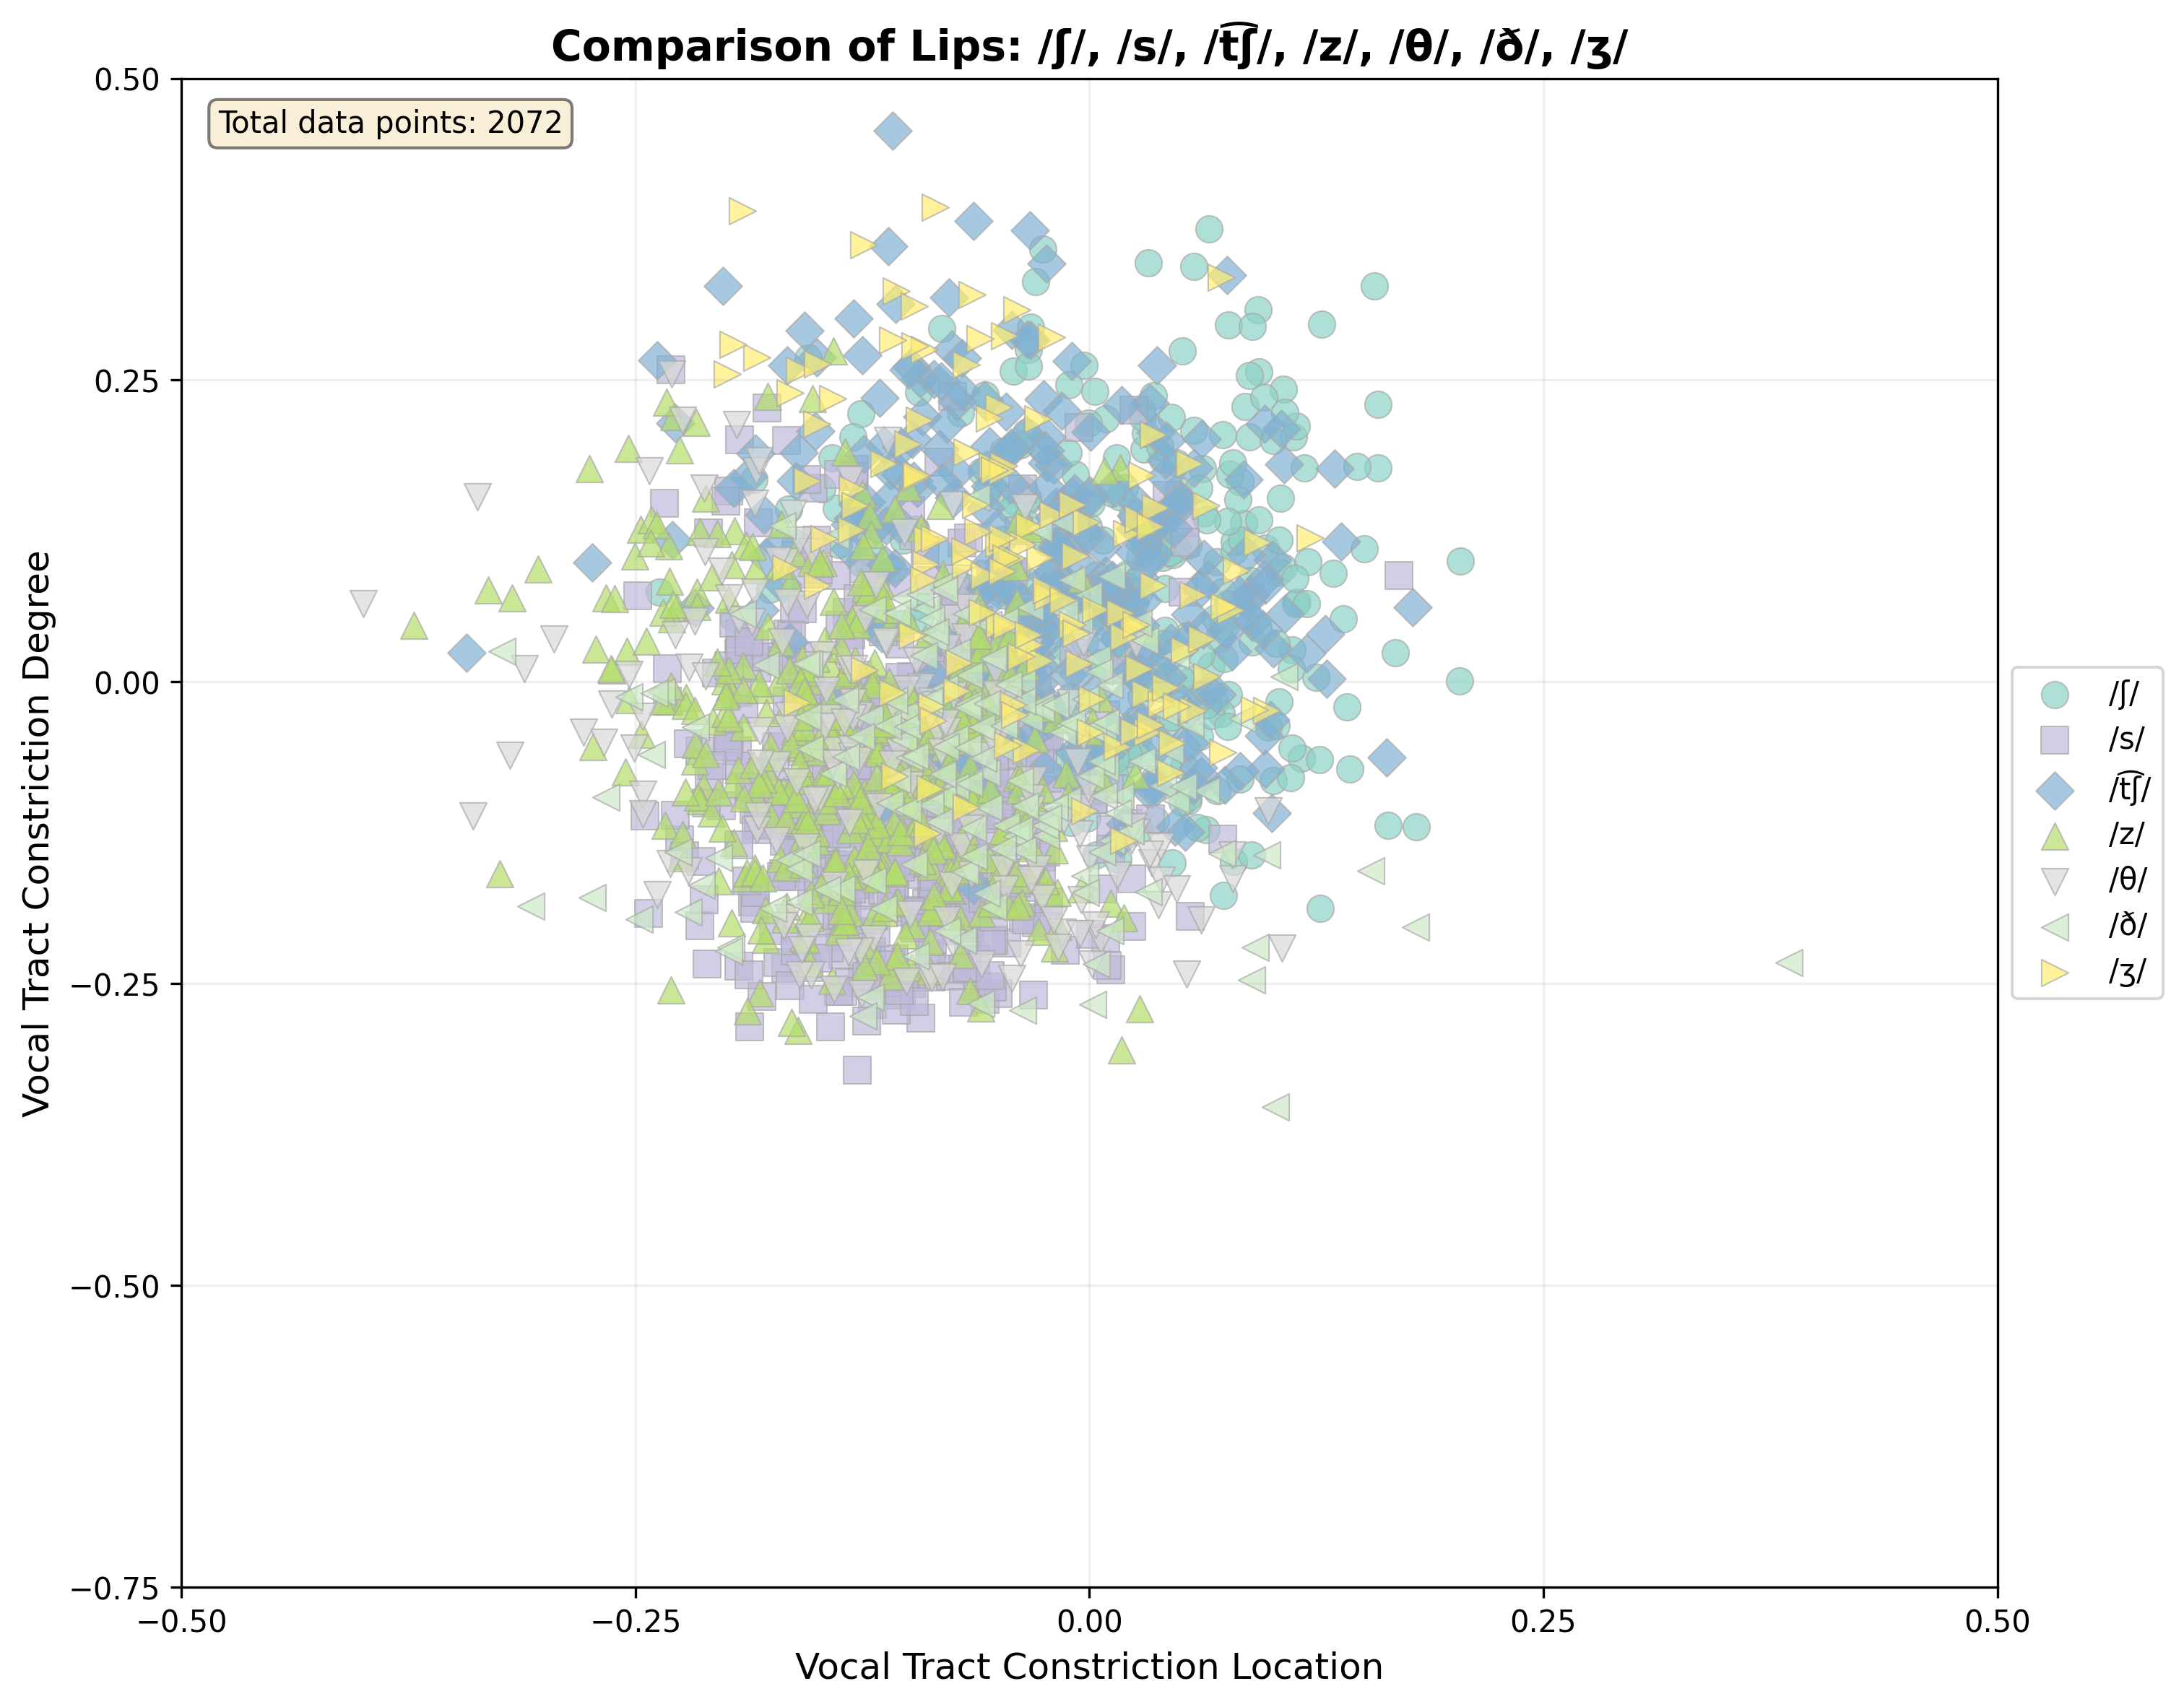 Comparison of Lips: /ʃ/, /s/, /t͡ʃ/, /z/, /θ/, /ð/, /ʒ/
Total data points: 2072
0.50
0.25
0.00
−0.25
−0.50
−0.75
Vocal Tract Constriction Degree
−0.50
−0.25
0.00
0.25
0.50
Vocal Tract Constriction Location
/ʃ/
/s/
/t͡ʃ/
/z/
/θ/
/ð/
/ʒ/